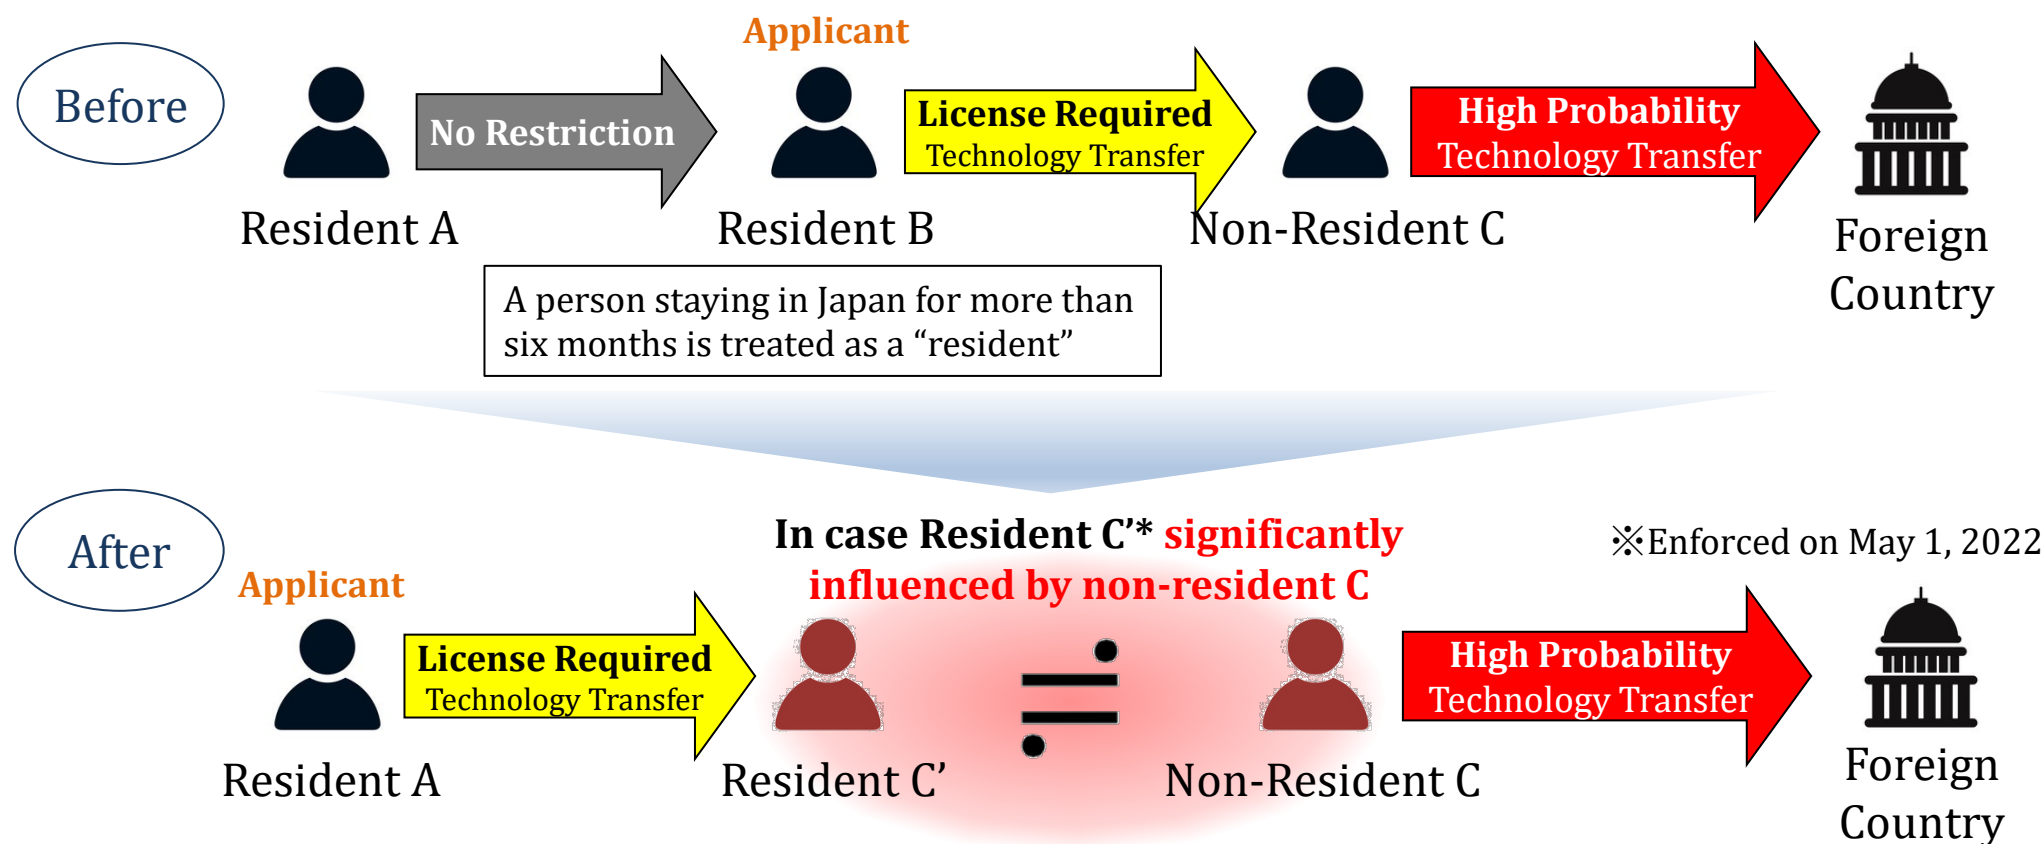 Before
Applicant
No Restriction
License Required
Technology Transfer
High Probability
Technology Transfer
Resident A
Resident B
Non-Resident C
Foreign
Country
A person staying in Japan for more than
six months is treated as a “resident”
After
In case Resident C’* significantly
influenced by non-resident C
※Enforced on May 1, 2022
Applicant
License Required
Technology Transfer
≒
High Probability
Technology Transfer
Resident A
Resident C’
Non-Resident C
Foreign
Country